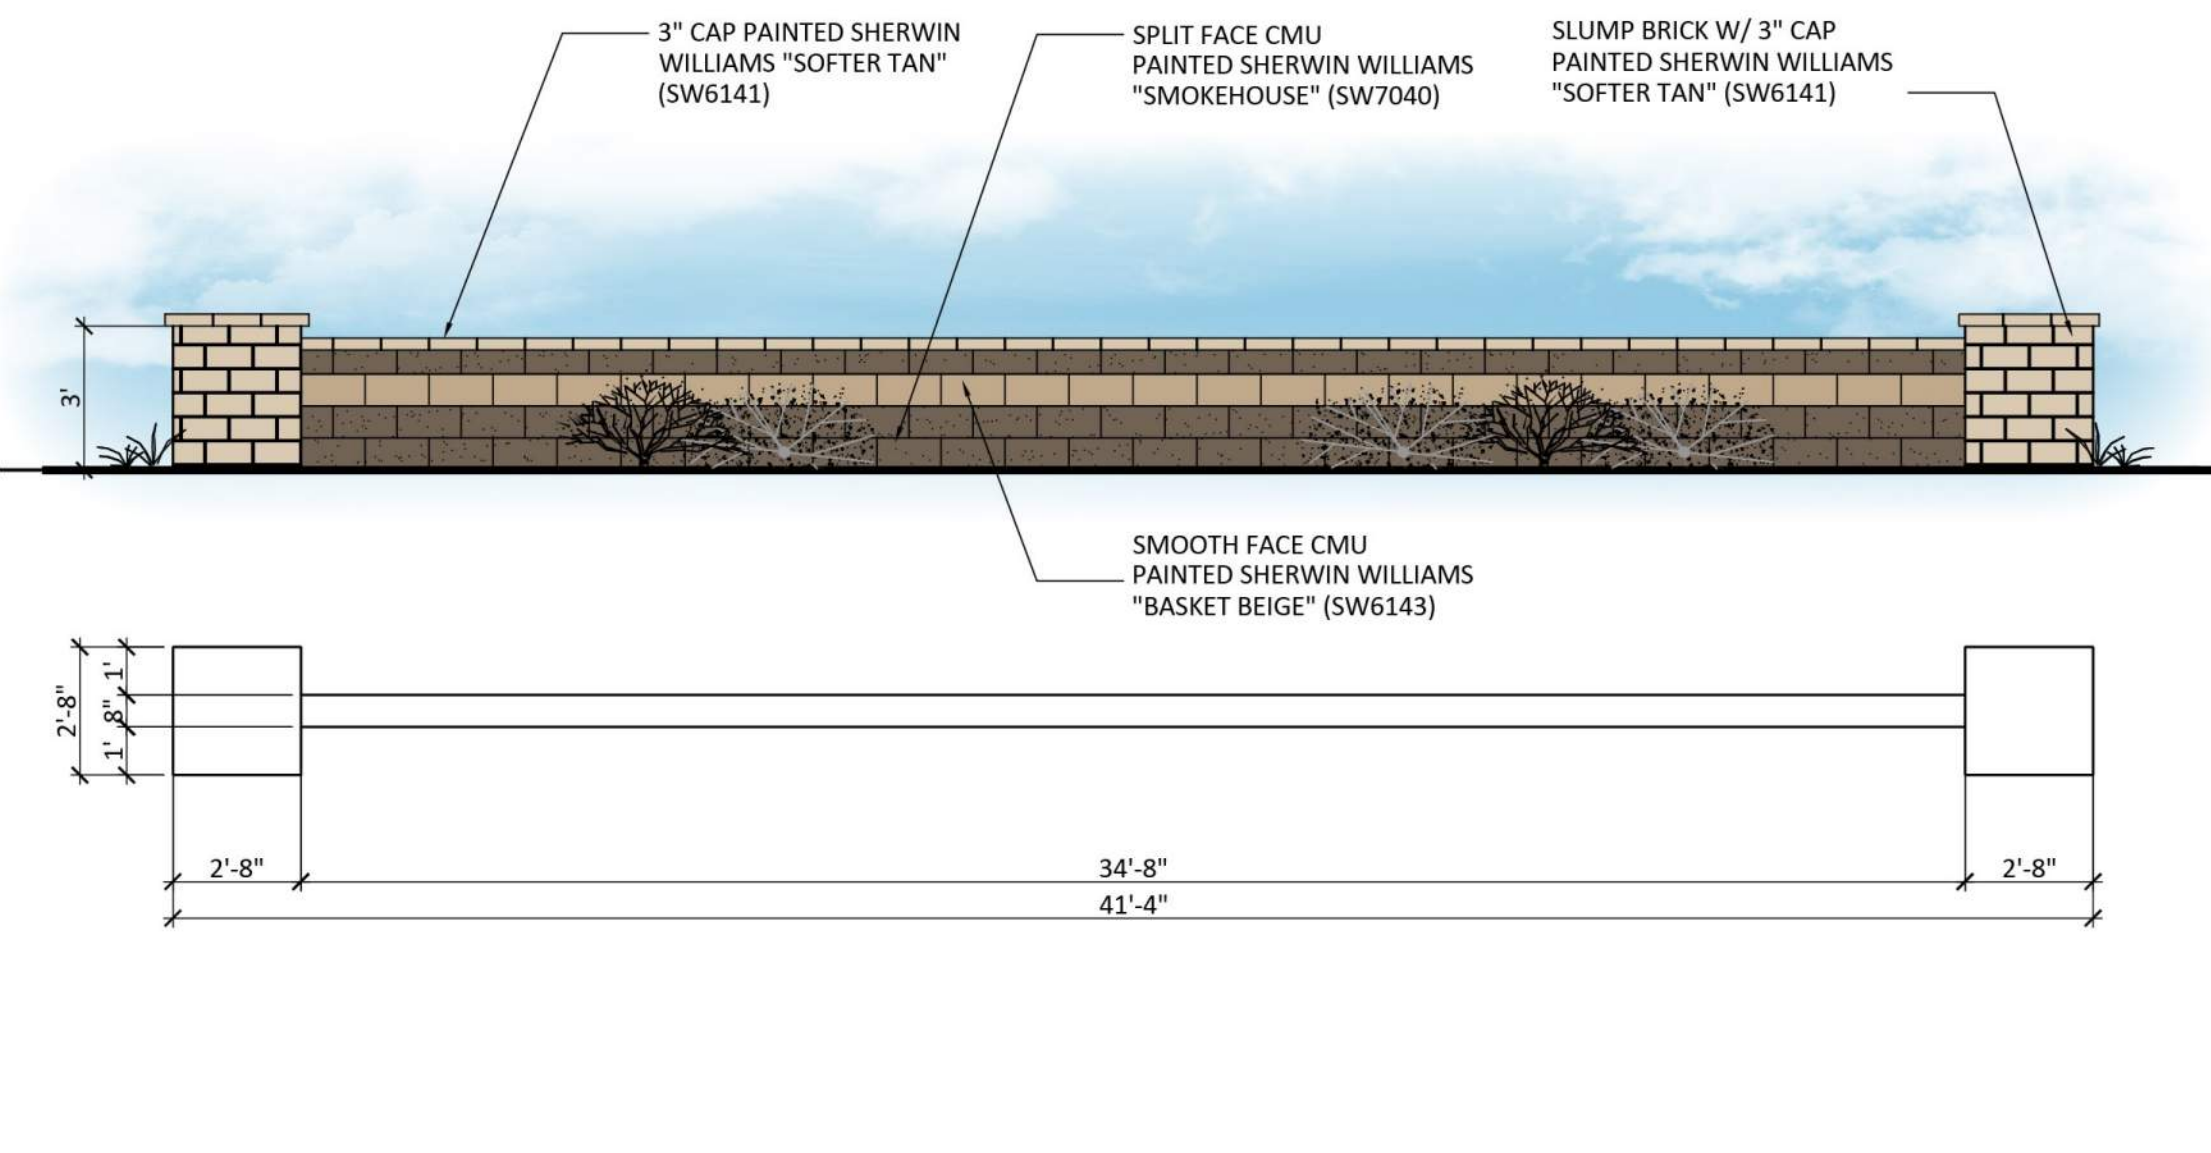 3" CAP PAINTED SHERWIN
WILLIAMS "SOFTER TAN"
(SW6141)
SPLIT FACE CMU
PAINTED SHERWIN WILLIAMS
"SMOKEHOUSE" (SW7040)
SLUMP BRICK W/ 3" CAP
PAINTED SHERWIN WILLIAMS
"SOFTER TAN" (SW6141)
3'
SMOOTH FACE CMU
PAINTED SHERWIN WILLIAMS
"BASKET BEIGE" (SW6143)
2'-8"
1'
8"
1'
2'-8"
34'-8"
2'-8"
41'-4"